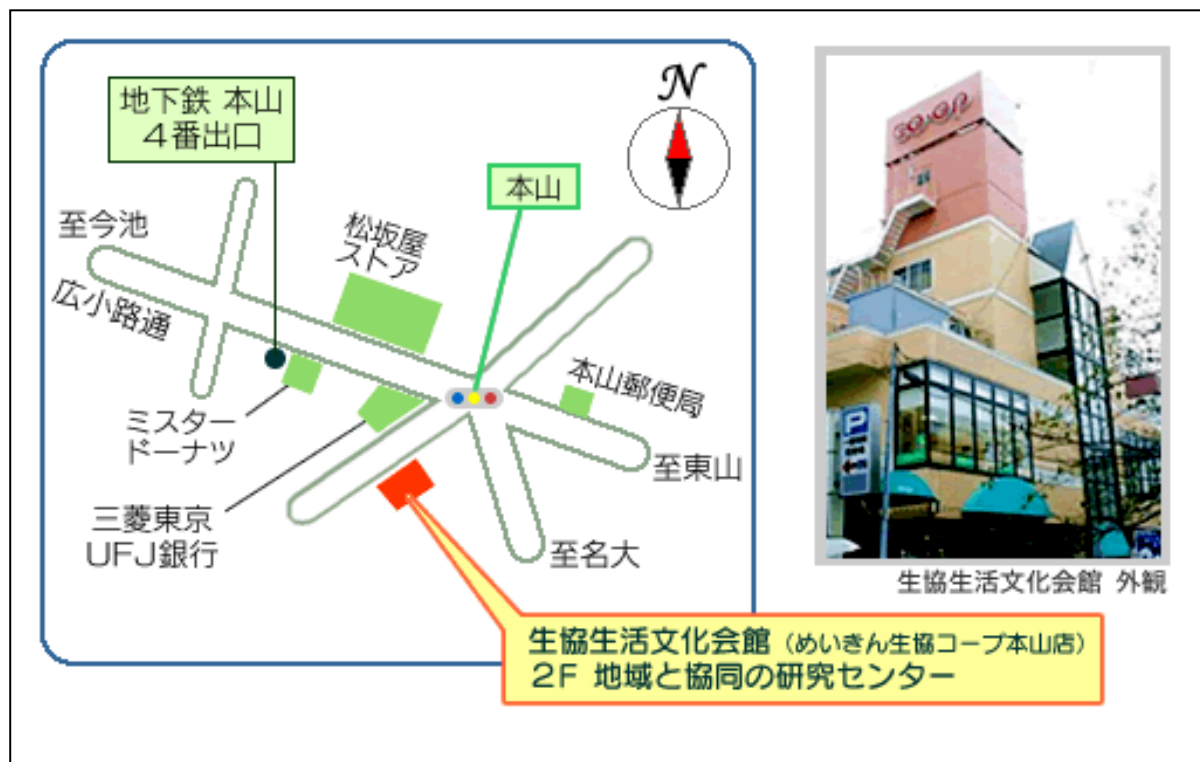 地下鉄 本山
4番出口
N
本山
至今池
広小路通
松坂屋
ストア
本山郵便局
ミスター
ドーナツ
至東山
三菱東京
UFJ銀行
至名大
生協生活文化会館(めいきん生協コープ本山店)
2F 地域と協同の研究センター
CO・OP
P
生協生活文化会館 外観